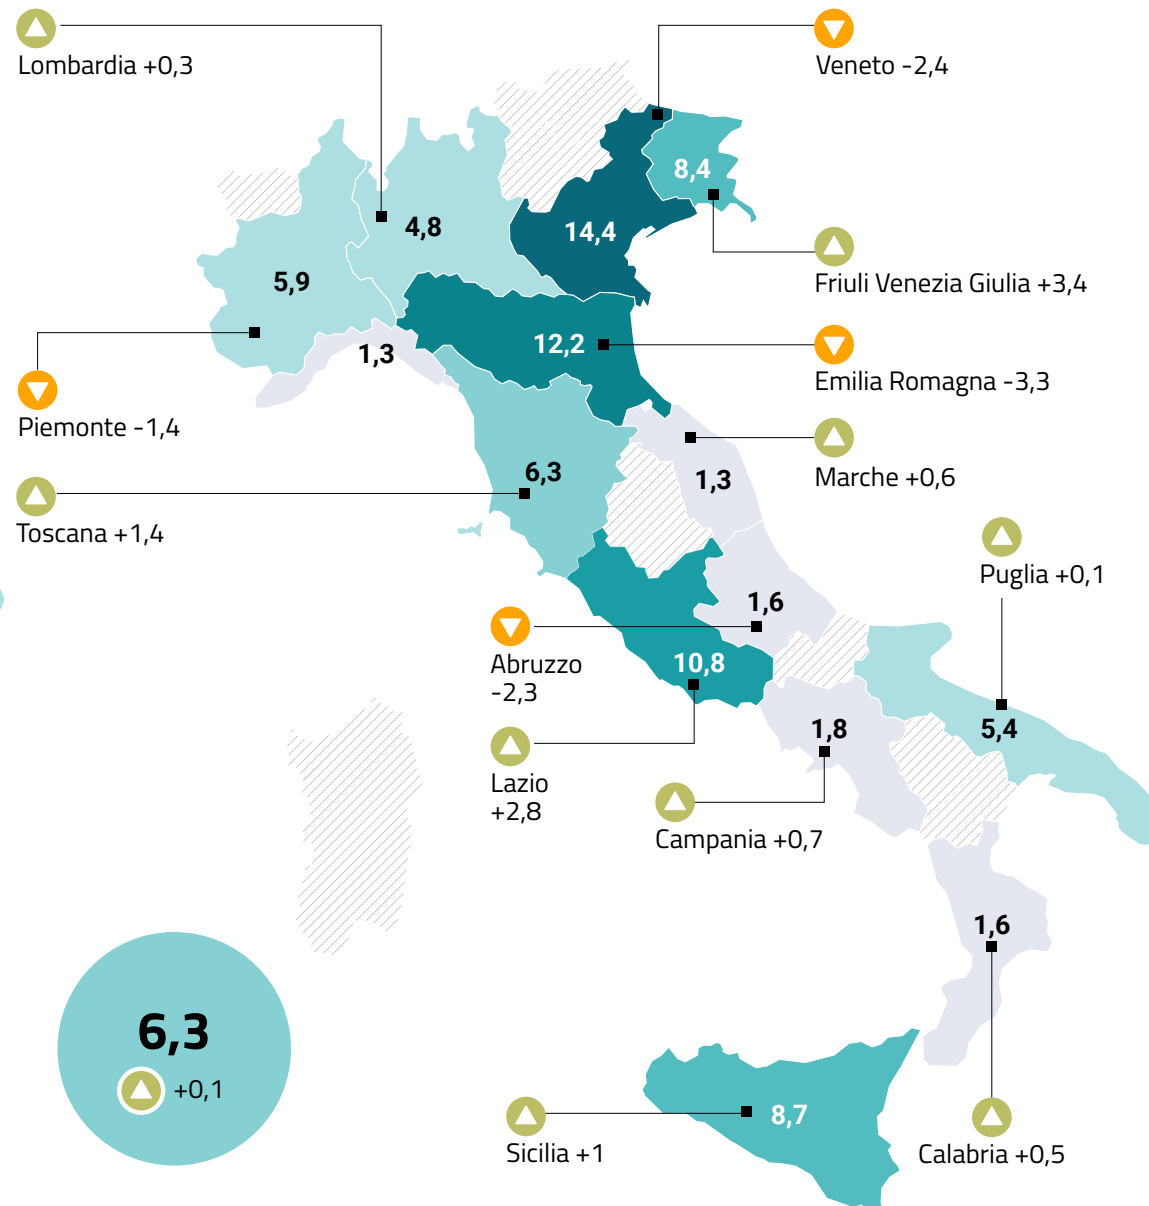 Lombardia +0,3
Veneto -2,4
8,4
4,8
14,4
5,9
Friuli Venezia Giulia +3,4
1,3
12,2
Emilia Romagna -3,3
Piemonte -1,4
6,3
1,3
Marche +0,6
Toscana +1,4
Puglia +0,1
1,6
Abruzzo
-2,3
10,8
1,8
5,4
Lazio
+2,8
Campania +0,7
1,6
6,3
+0,1
8,7
Sicilia +1
Calabria +0,5